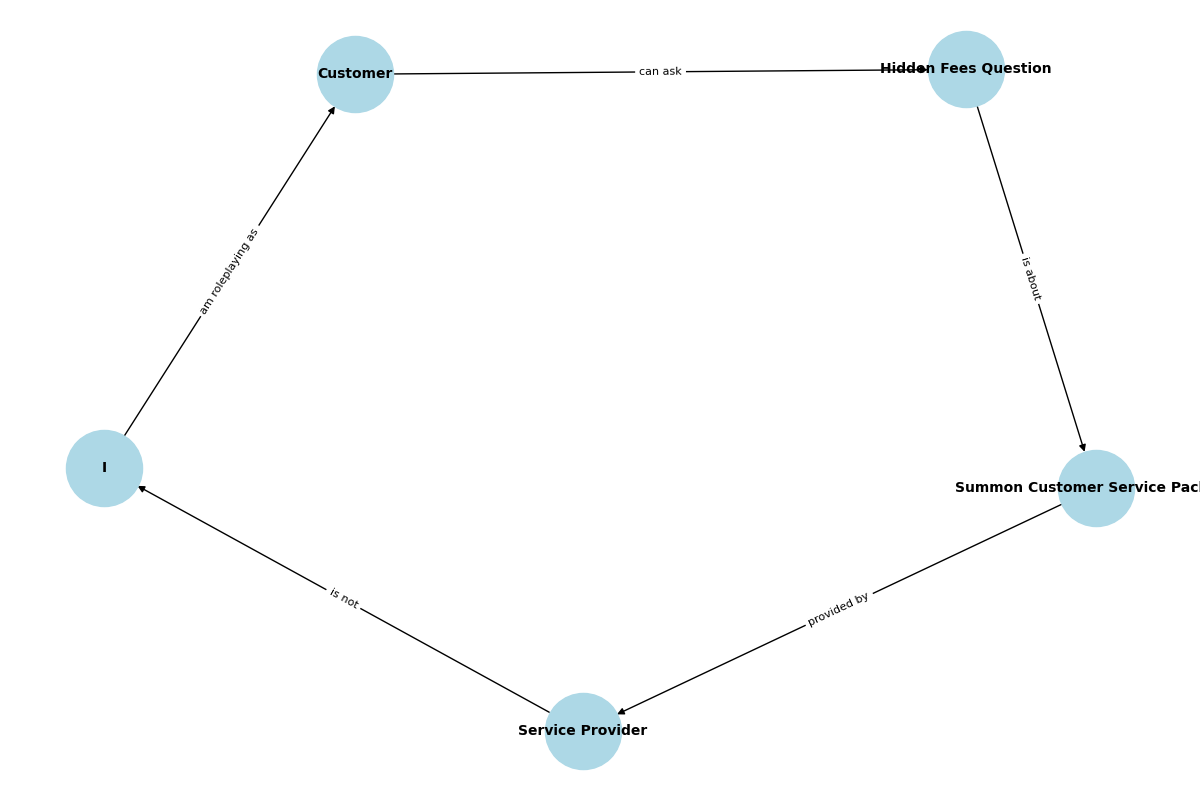 Customer
can ask
Hidden Fees Question
am roleplaying as
is about
I
Summon Customer Service Pac
is not
provided by
Service Provider